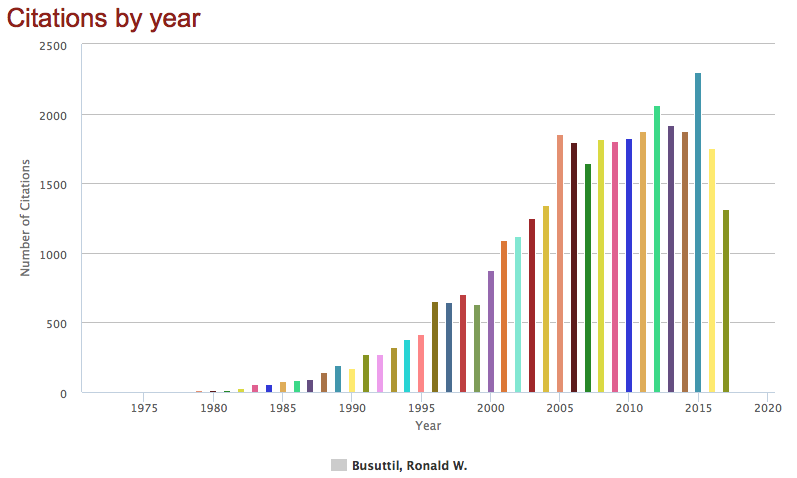 Citations by year
2500
2000
1500
1000
500
0
Number of Citations
1975 1980 1985 1990 1995 2000 2005 2010 2015 2020
Year
Busuttil, Ronald W.